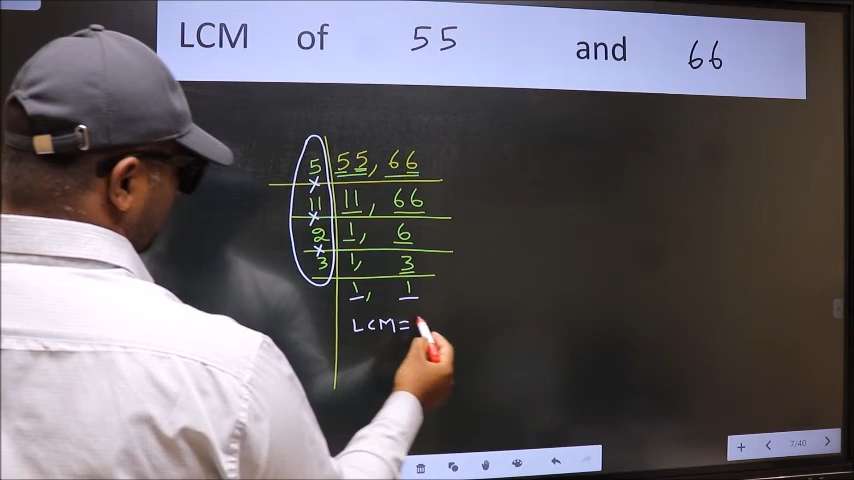 LCM of 55 and 66
5 55, 66
× 
11 11, 66
×
2 1, 6
×
3 1, 3
1, 1
LCM =
+ < 7/40 >